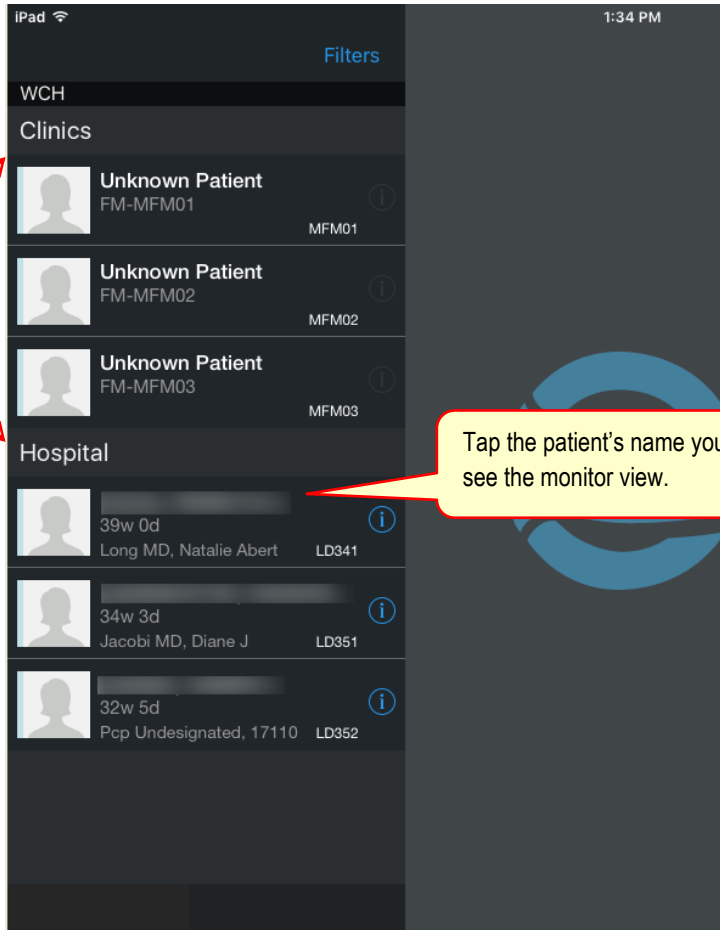 iPad
1:34 PM
Filters
WCH
Clinics
Unknown Patient
FM-MFM01
MFM01
Unknown Patient
FM-MFM02
MFM02
Unknown Patient
FM-MFM03
MFM03
Hospital
39w 0d
Long MD, Natalie Abert LD341
34w 3d
Jacobi MD, Diane J LD351
32w 5d
Pcp Undesignated, 17110 LD352
Tap the patient's name you
see the monitor view.